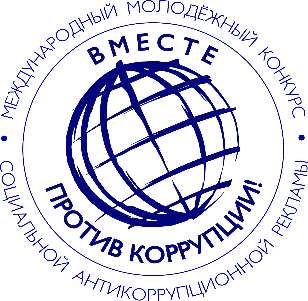 МЕЖДУНАРОДНЫЙ МОЛОДЁЖНЫЙ КОНКУРС
ВМЕСТЕ
ПРОТИВ КОРРУПЦИИ!
СОЦИАЛЬНОЙ АНТИКОРРУПЦИОННОЙ РЕКЛАМЫ